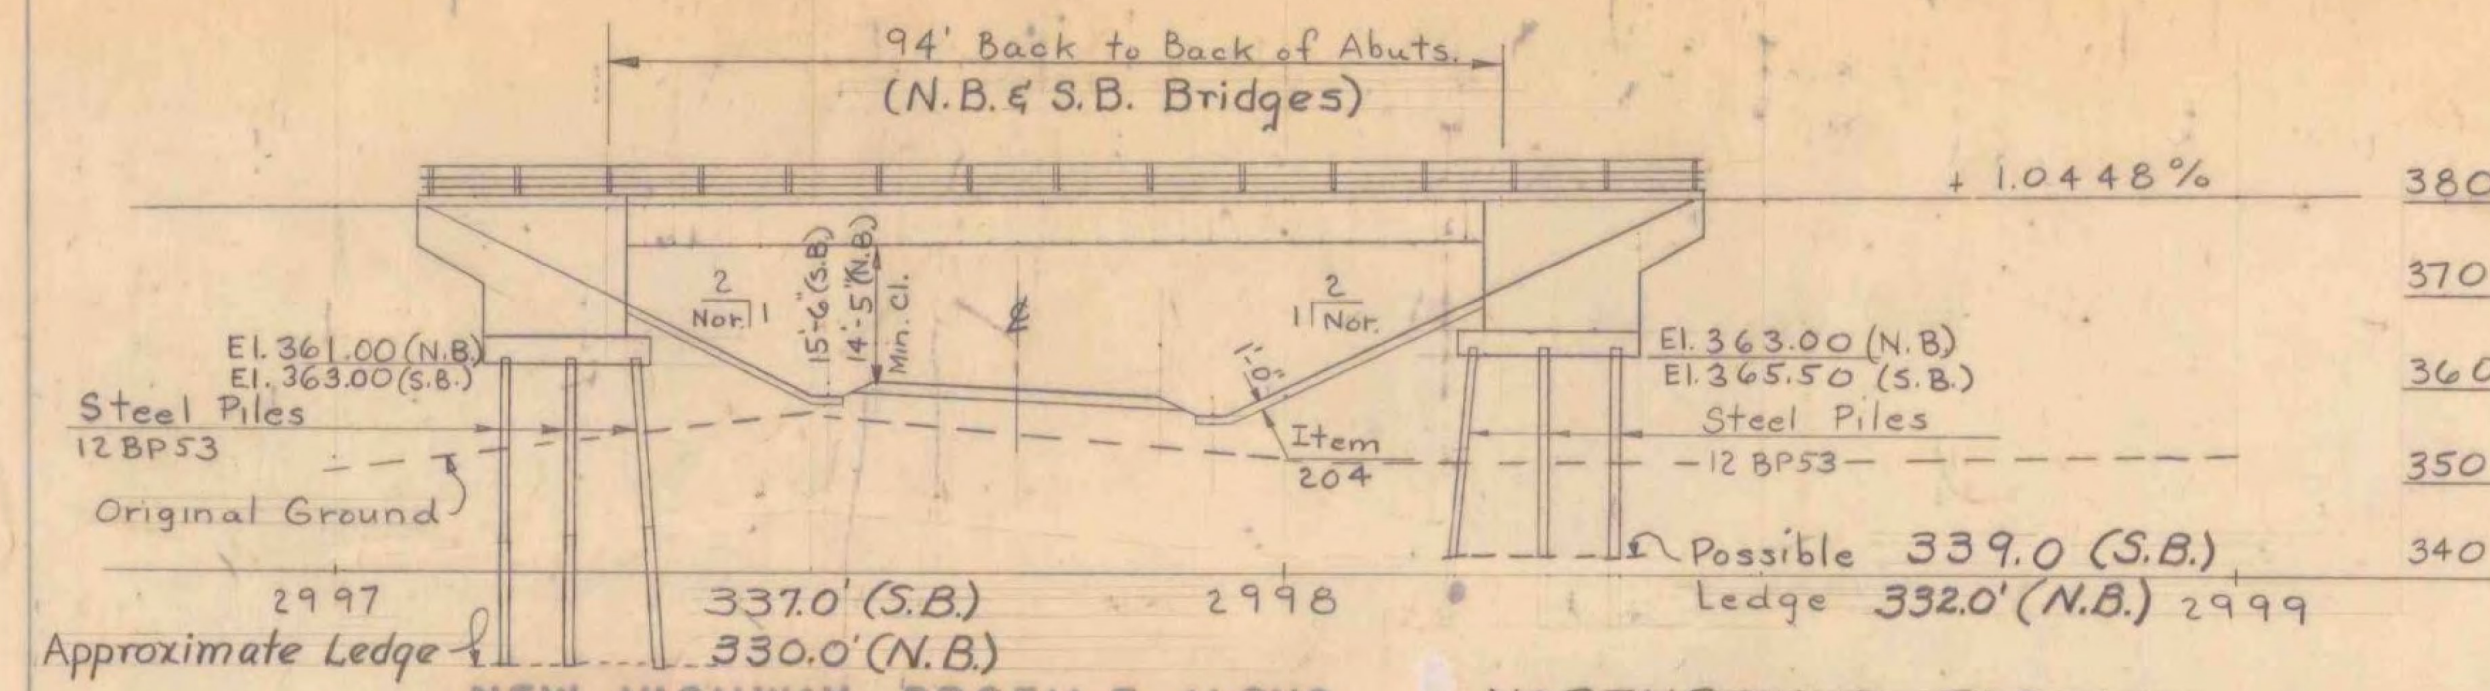 94' Back to Back of Abuts.
(N.B. & S.B. Bridges)
+ 1.0448%
380
370
360
350
340
2
Nor. 1
15'-6" (S.B.)
14'-5" (N.B.)
Min. Cl.
2
1 Nor.
1'-0"
El. 361.00 (N.B.)
El. 363.00 (S.B.)
El. 363.00 (N.B)
El. 365.50 (S.B.)
Steel Piles
12 BP53
Steel Piles
12 BP53
Item
204
Original Ground
Possible 339.0 (S.B.)
Ledge 332.0' (N.B.)
2997
2998
2999
337.0' (S.B.)
330.0' (N.B.)
Approximate Ledge